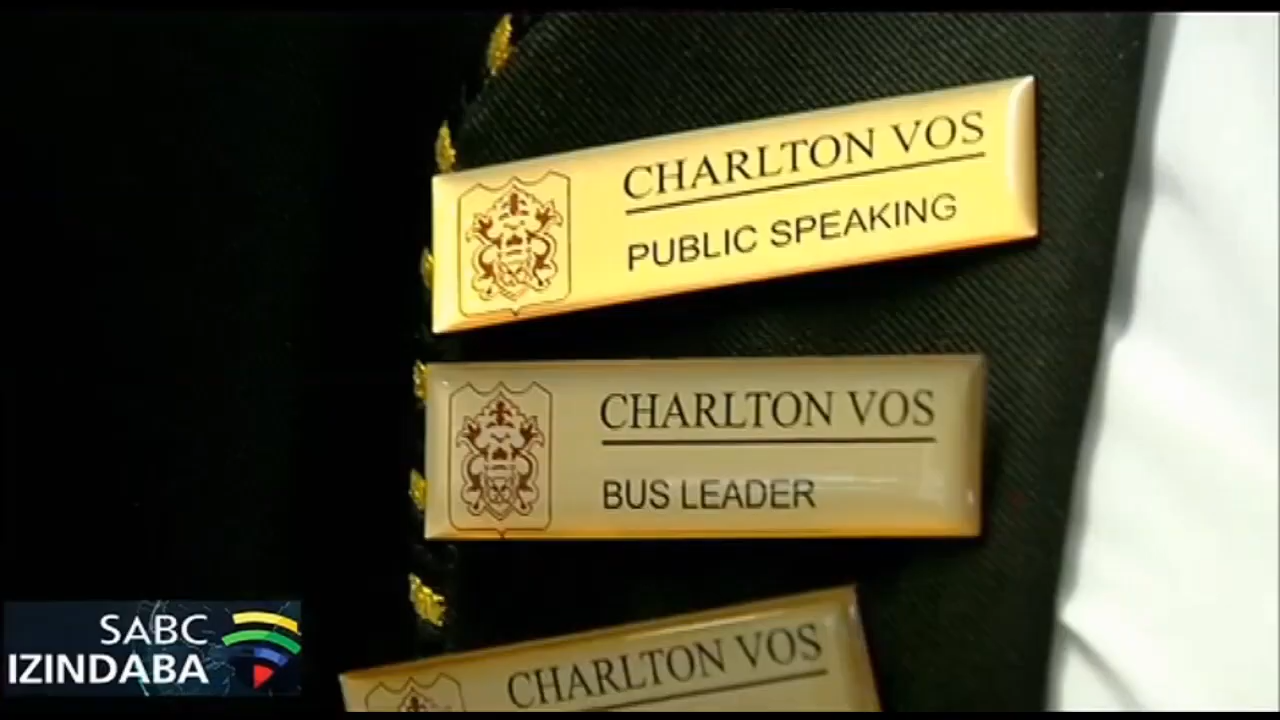 CHARLTON VOS
PUBLIC SPEAKING
CHARLTON VOS
BUS LEADER
CHARLTON VOS
SABC
IZINDABA